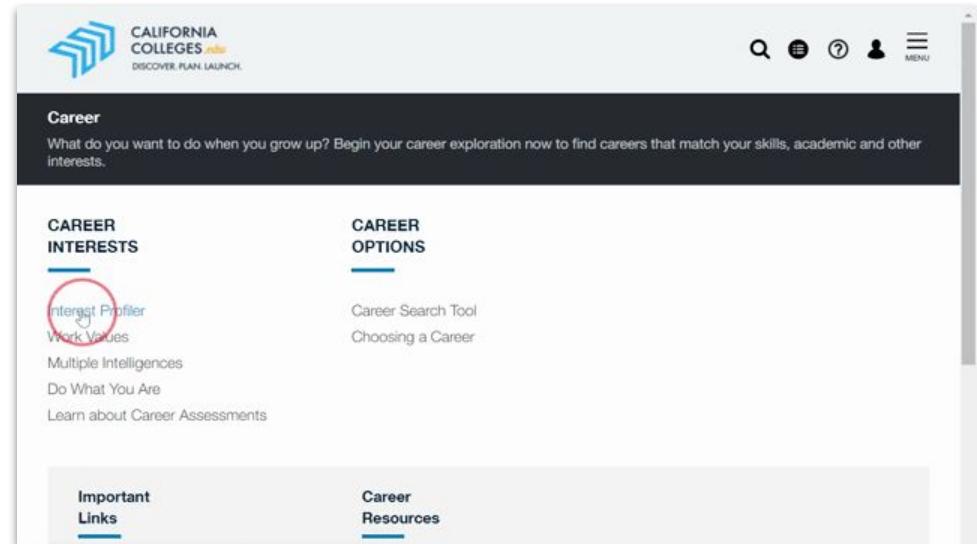 CALIFORNIA
COLLEGES.edu
DISCOVER. PLAN. LAUNCH.
MENU
Career
What do you want to do when you grow up? Begin your career exploration now to find careers that match your skills, academic and other
interests.
CAREER
INTERESTS
Interest Profiler
Work Values
Multiple Intelligences
Do What You Are
Learn about Career Assessments
CAREER
OPTIONS
Career Search Tool
Choosing a Career
Important
Links
Career
Resources